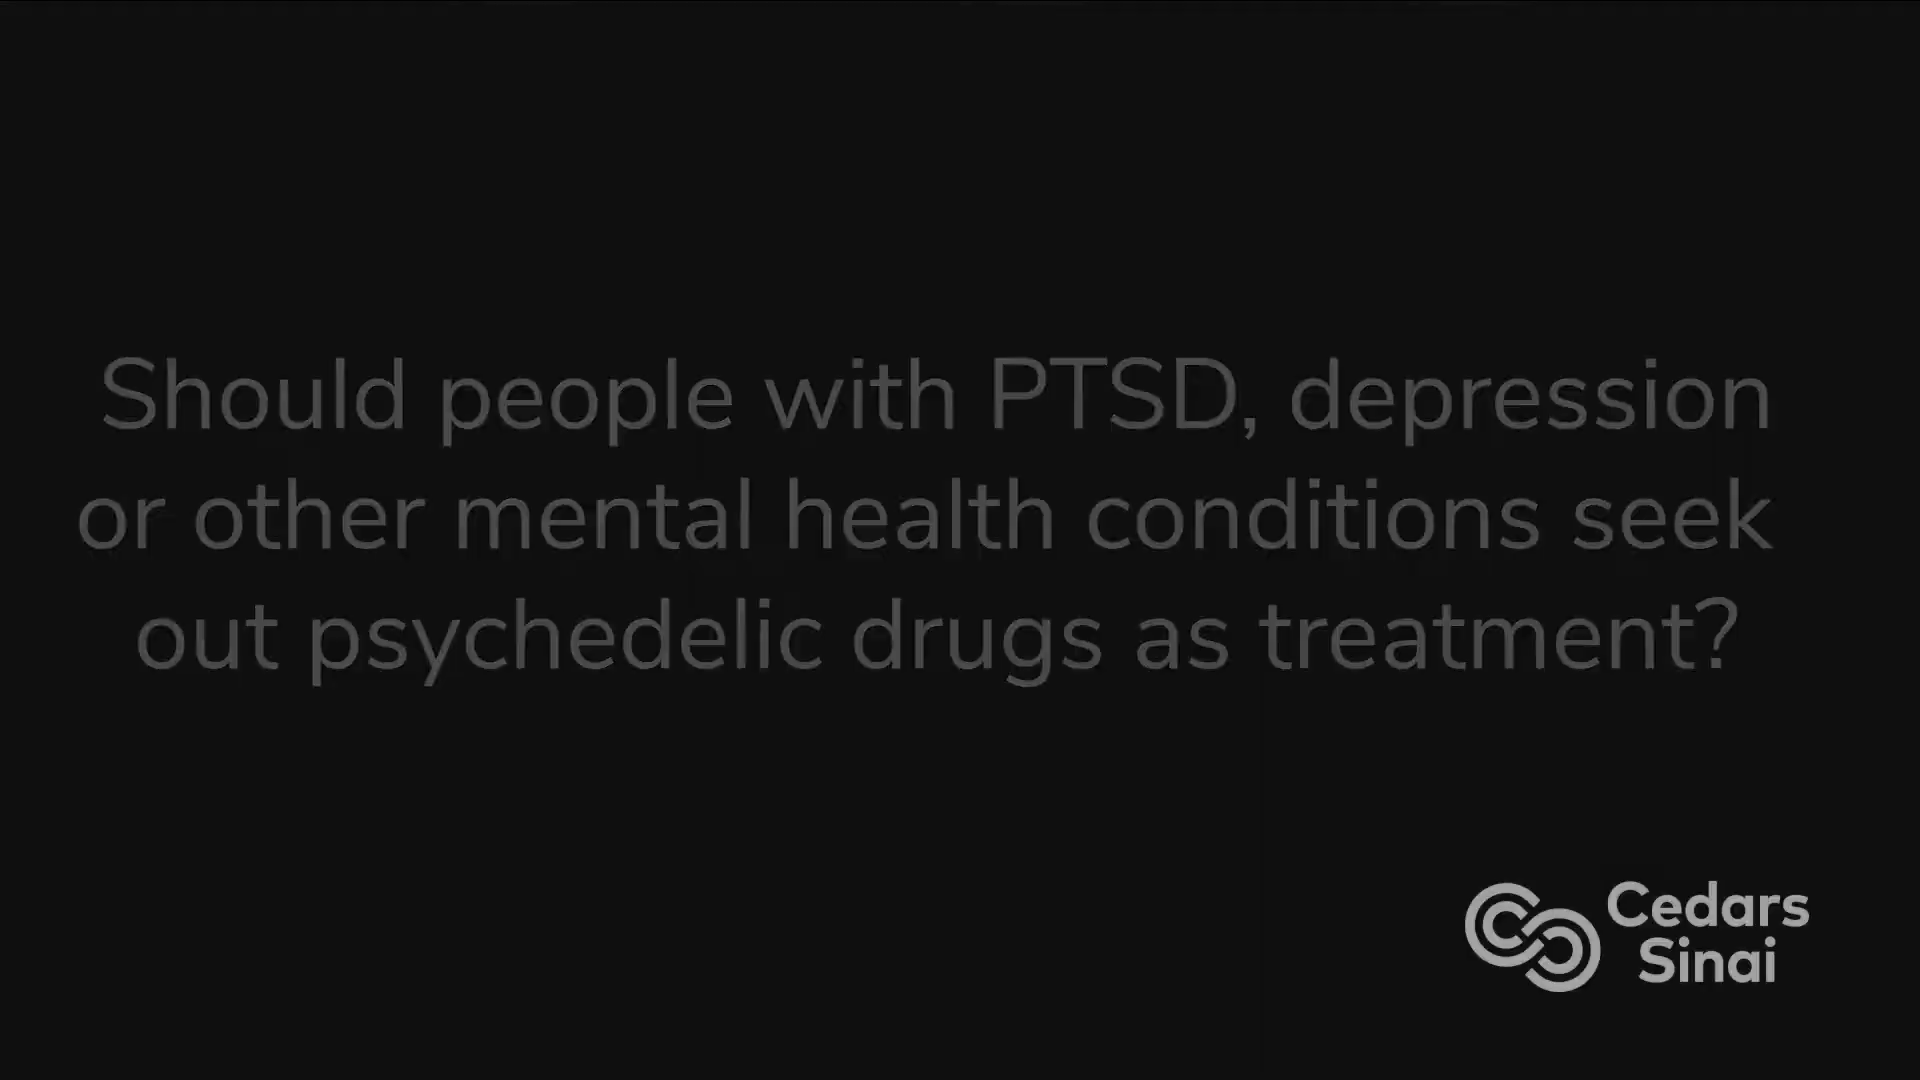 Should people with PTSD, depression
or other mental health conditions seek
out psychedelic drugs as treatment?
Cedars
Sinai